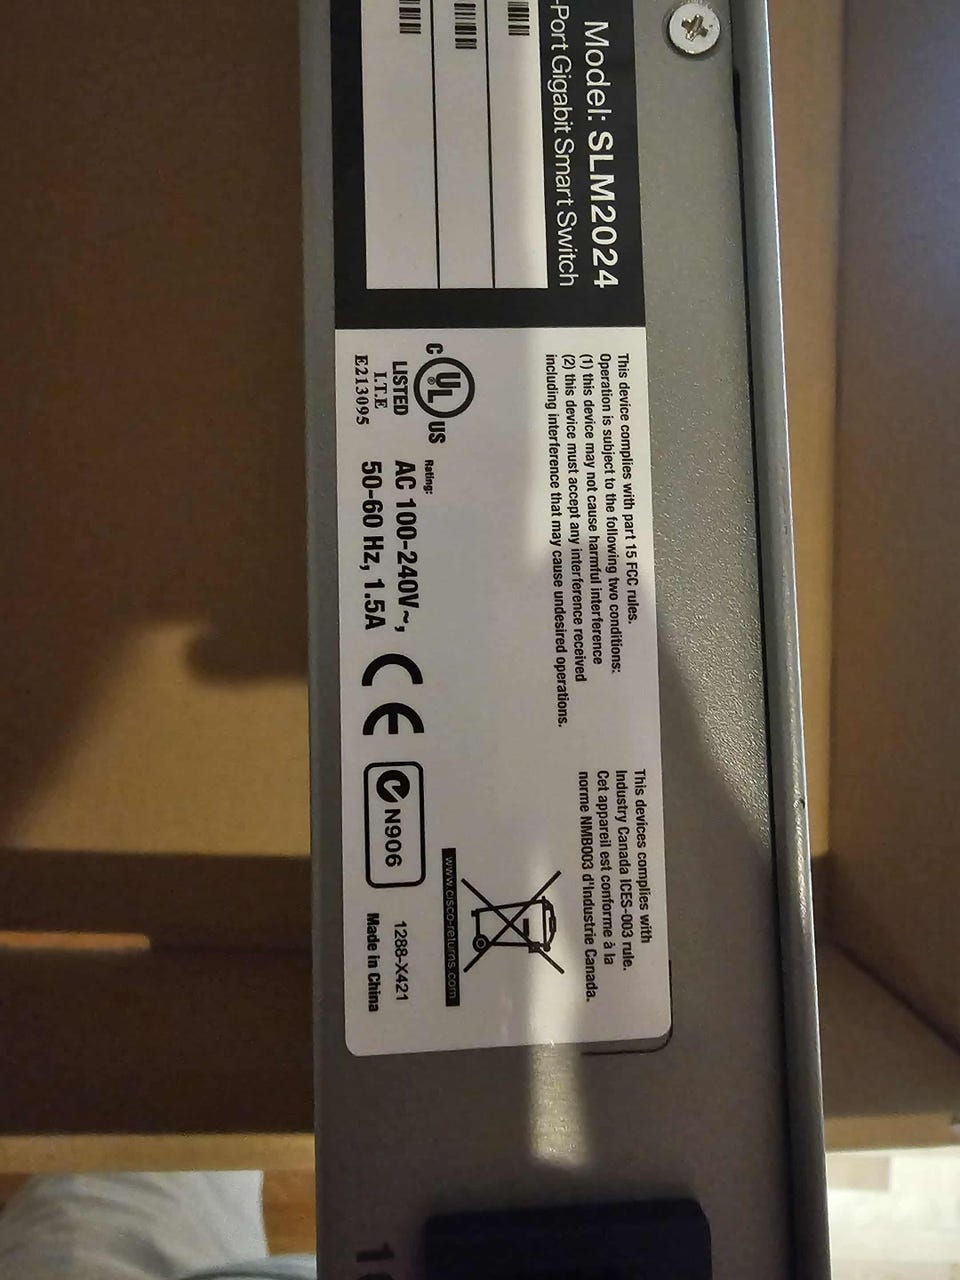 Model: SLM2024
-Port Gigabit Smart Switch
This device complies with part 15 FCC rules.
Operation is subject to the following two conditions:
(1) this device may not cause harmful interference
(2) this device must accept any interference received
including interference that may cause undesired operations.
This devices complies with
Industry Canada ICES-003 rule.
Cet appareil est conforme à la
norme NMB003 d'Industrie Canada.
C UL ® US
LISTED
I.T.E
E213095
Rating:
AC 100-240V~,
50-60 Hz, 1.5A
CE
N906
www.cisco-returns.com
1288-X421
Made in China